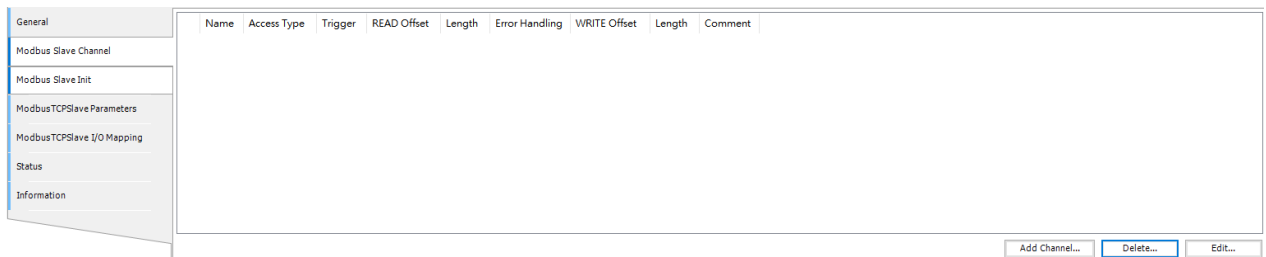 General
Modbus Slave Channel
Modbus Slave Init
ModbusTCPSlave Parameters
ModbusTCPSlave I/O Mapping
Status
Information
Name Access Type Trigger READ Offset Length Error Handling WRITE Offset Length Comment
Add Channel... Delete... Edit...